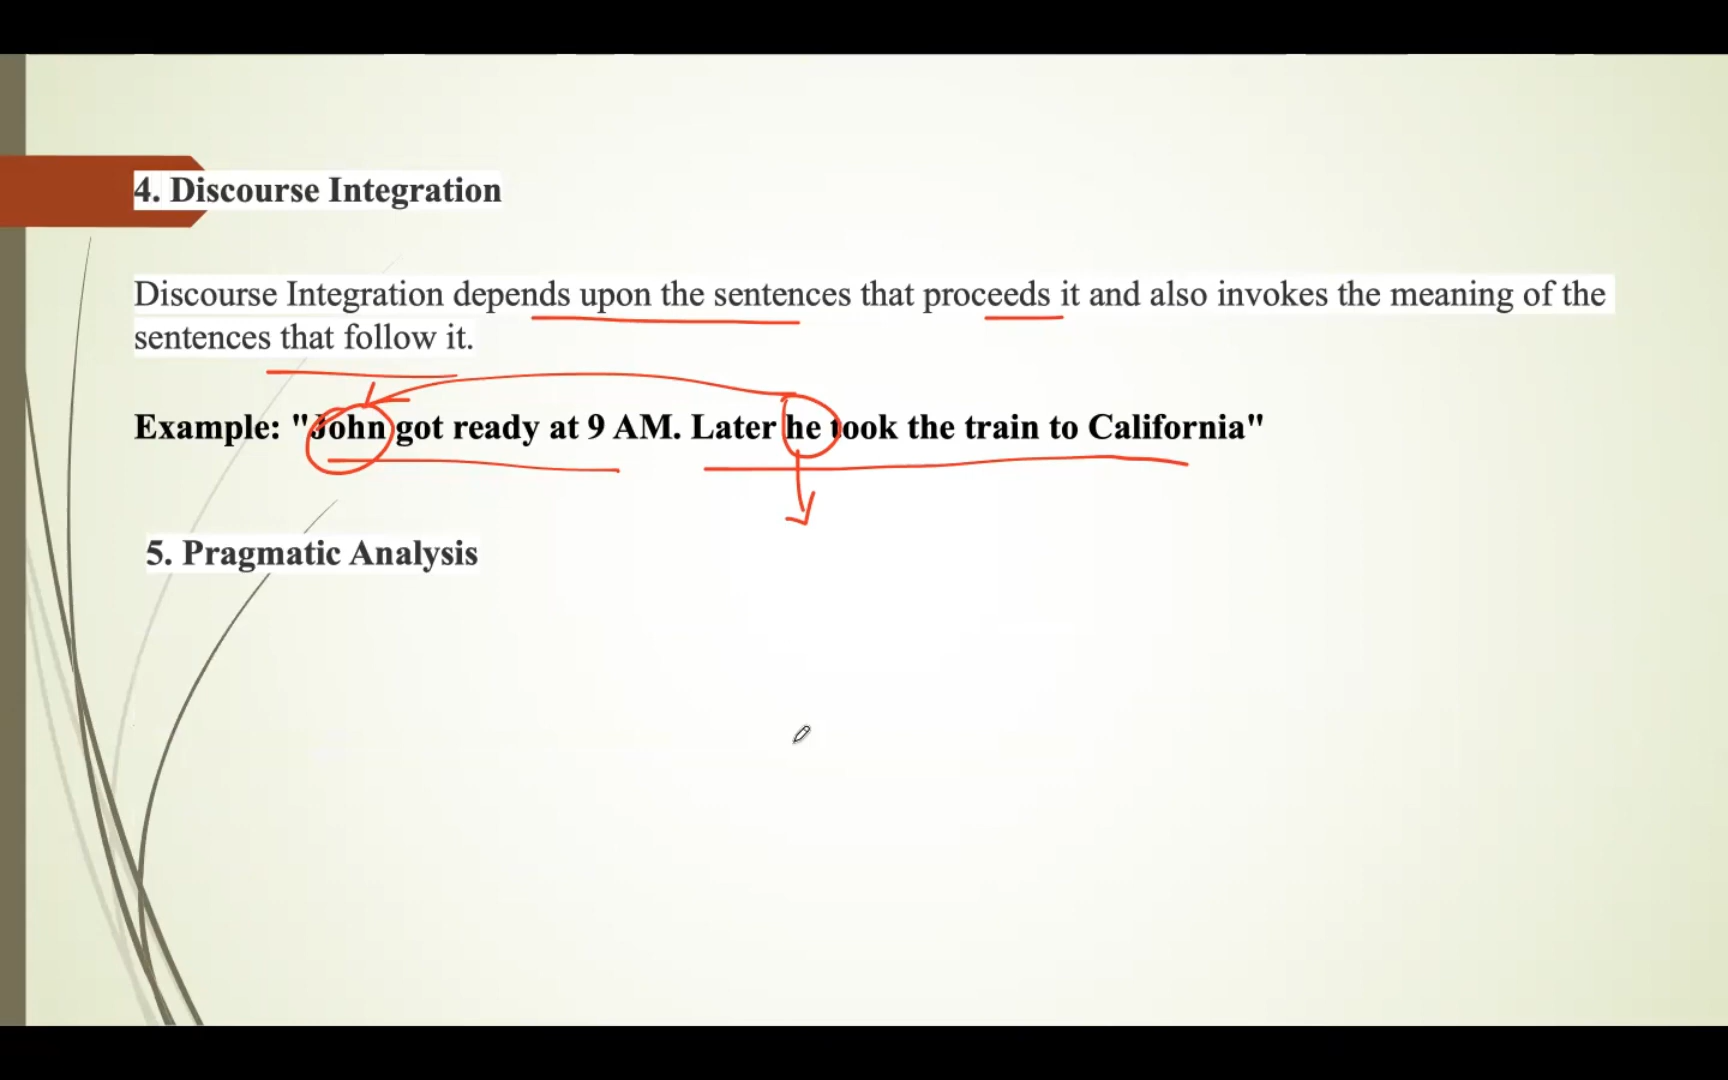 4. Discourse Integration
Discourse Integration depends upon the sentences that proceeds it and also invokes the meaning of the
sentences that follow it.
Example: "John got ready at 9 AM. Later he took the train to California"
5. Pragmatic Analysis